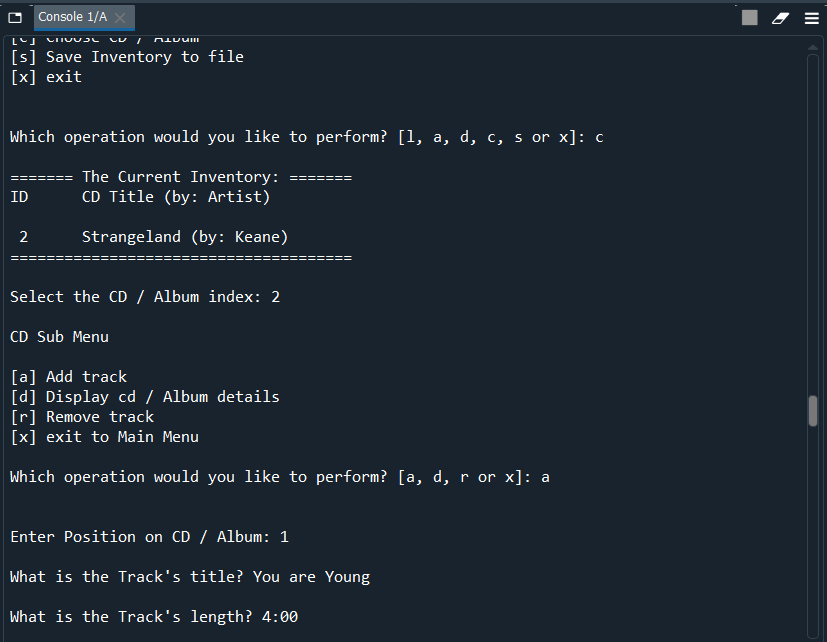 Console 1/A
[c] Choose CD / Album
[s] Save Inventory to file
[x] exit
Which operation would you like to perform? [l, a, d, c, s or x]: c
======= The Current Inventory: =======
ID      CD Title (by: Artist)
2      Strangeland (by: Keane)
======================================
Select the CD / Album index: 2
CD Sub Menu
[a] Add track
[d] Display cd / Album details
[r] Remove track
[x] exit to Main Menu
Which operation would you like to perform? [a, d, r or x]: a
Enter Position on CD / Album: 1
What is the Track's title? You are Young
What is the Track's length? 4:00